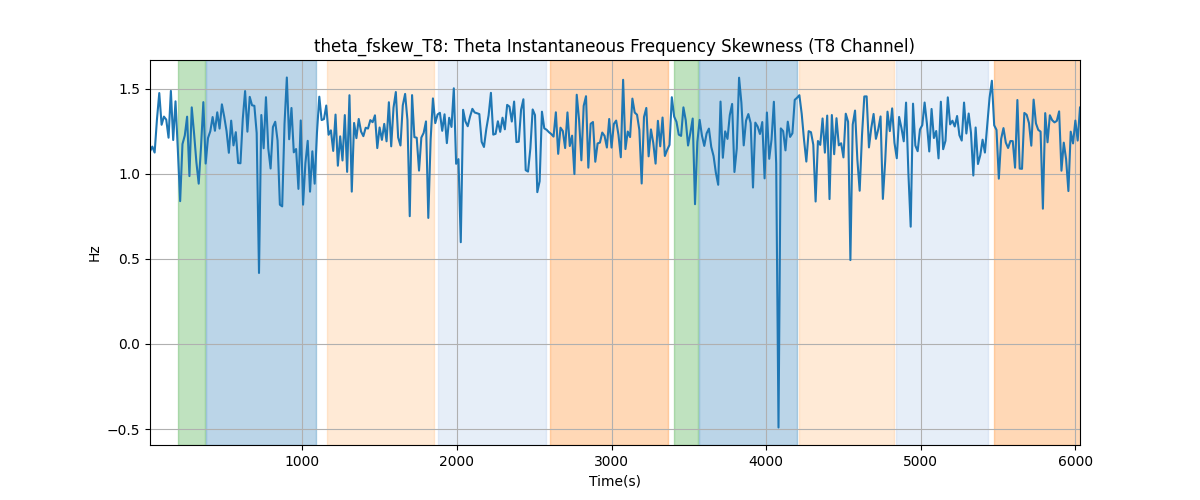 theta_fskew_T8: Theta Instantaneous Frequency Skewness (T8 Channel)
1.5
1.0
0.5
0.0
−0.5
Hz
1000 2000 3000 4000 5000 6000
Time(s)